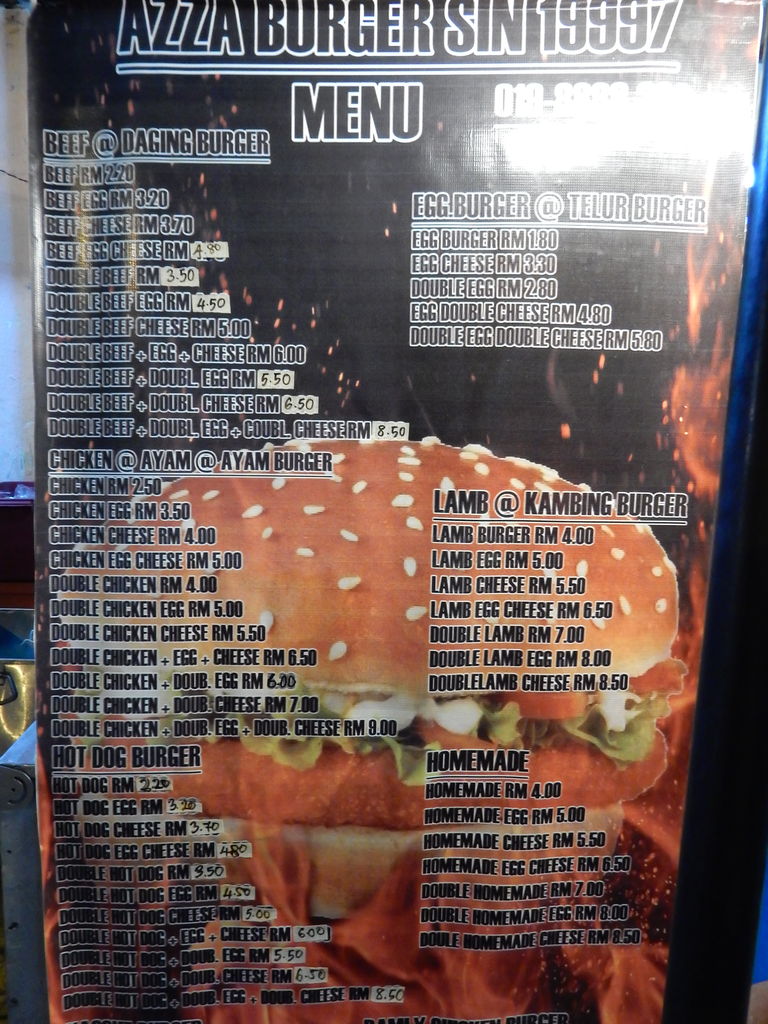 AZZA BURGER SIN 19997
MENU
BEEF @ DAGING BURGER
BEEF RM 2.20
BEEF EGG RM 3.20
BEEF CHEESE RM 3.70
BEEF EGG CHEESE RM 4.80
DOUBLE BEEF RM 3.50
DOUBLE BEEF EGG RM 4.50
DOUBLE BEEF CHEESE RM 5.00
DOUBLE BEEF + EGG + CHEESE RM 6.00
DOUBLE BEEF + DOUBL. EGG RM 5.50
DOUBLE BEEF + DOUBL. CHEESE RM 6.50
DOUBLE BEEF + DOUBL. EGG + COUBL. CHEESE RM 8.50
EGG.BURGER @ TELUR BURGER
EGG BURGER RM 1.80
EGG CHEESE RM 3.30
DOUBLE EGG RM 2.80
EGG DOUBLE CHEESE RM 4.80
DOUBLE EGG DOUBLE CHEESE RM 5.80
CHICKEN @ AYAM @ AYAM BURGER
CHICKEN RM 2.50
CHICKEN EGG RM 3.50
CHICKEN CHEESE RM 4.00
CHICKEN EGG CHEESE RM 5.00
DOUBLE CHICKEN RM 4.00
DOUBLE CHICKEN EGG RM 5.00
DOUBLE CHICKEN CHEESE RM 5.50
DOUBLE CHICKEN + EGG + CHEESE RM 6.50
DOUBLE CHICKEN + DOUB. EGG RM 6.00
DOUBLE CHICKEN + DOUB. CHEESE RM 7.00
DOUBLE CHICKEN + DOUB. EGG + DOUB. CHEESE RM 9.00
LAMB @ KAMBING BURGER
LAMB BURGER RM 4.00
LAMB EGG RM 5.00
LAMB CHEESE RM 5.50
LAMB EGG CHEESE RM 6.50
DOUBLE LAMB RM 7.00
DOUBLE LAMB EGG RM 8.00
DOUBLELAMB CHEESE RM 8.50
HOT DOG BURGER
HOT DOG RM 2.20
HOT DOG EGG RM 3.20
HOT DOG CHEESE RM 3.70
HOT DOG EGG CHEESE RM 4.80
DOUBLE HOT DOG RM 3.50
DOUBLE HOT DOG EGG RM 4.50
DOUBLE HOT DOG CHEESE RM 5.00
DOUBLE HOT DOG + EGG + CHEESE RM 6.00
DOUBLE HOT DOG + DOUB. EGG RM 5.50
DOUBLE HOT DOG + DOUB. CHEESE RM 6.50
DOUBLE HOT DOG + DOUB. EGG + DOUB. CHEESE RM 8.50
HOMEMADE
HOMEMADE RM 4.00
HOMEMADE EGG RM 5.00
HOMEMADE CHEESE RM 5.50
HOMEMADE EGG CHEESE RM 6.50
DOUBLE HOMEMADE RM 7.00
DOUBLE HOMEMADE EGG RM 8.00
DOULE HOMEMADE CHEESE RM 8.50
BURGER
CHICKEN BURGER